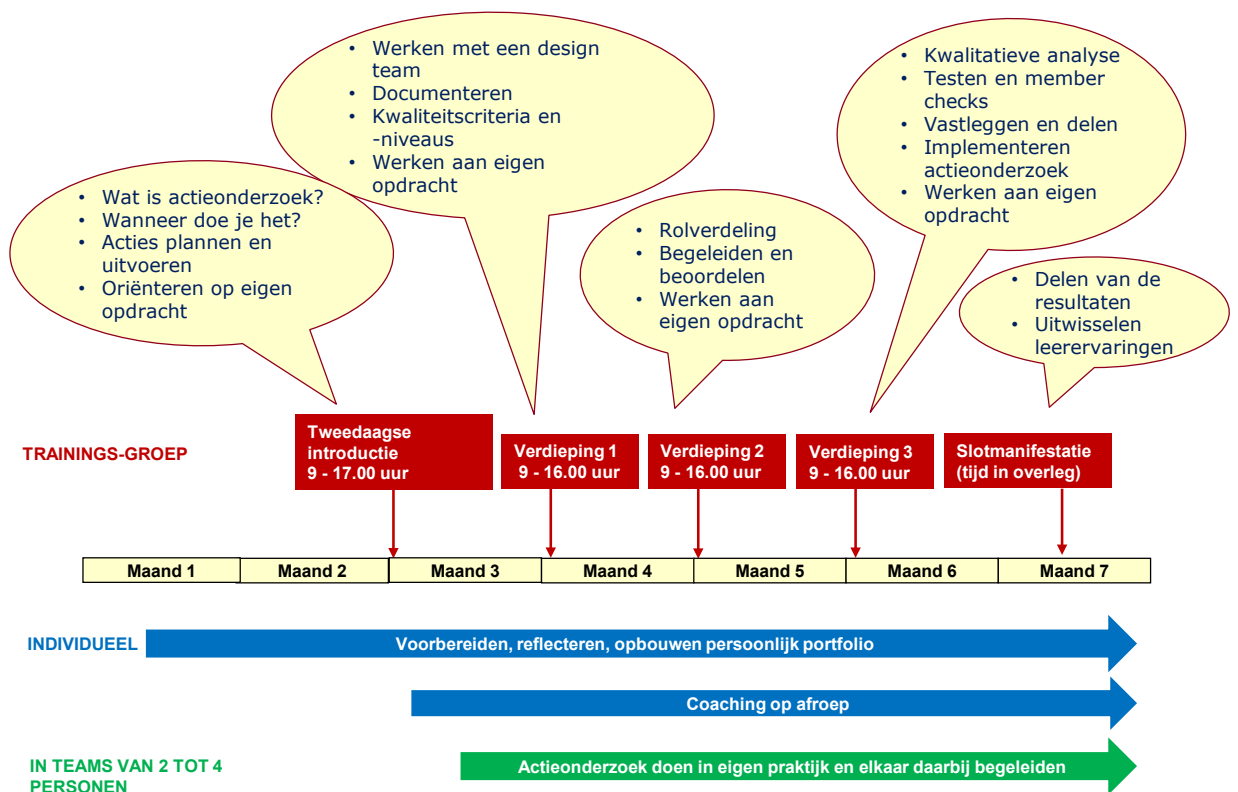 • Werken met een design
team
• Documenteren
• Kwaliteitscriteria en
-niveaus
• Werken aan eigen
opdracht
• Kwalitatieve analyse
• Testen en member
checks
• Vastleggen en delen
• Implementeren
actieonderzoek
• Werken aan eigen
opdracht
• Wat is actieonderzoek?
• Wanneer doe je het?
• Acties plannen en
uitvoeren
• Oriënteren op eigen
opdracht
• Rolverdeling
• Begeleiden en
beoordelen
• Werken aan
eigen opdracht
• Delen van de
resultaten
• Uitwisselen
leerervaringen
TRAININGS-GROEP
Tweedaagse
introductie
9 - 17.00 uur
Verdieping 1
9 - 16.00 uur
Verdieping 2
9 - 16.00 uur
Verdieping 3
9 - 16.00 uur
Slotmanifestatie
(tijd in overleg)
Maand 1 Maand 2 Maand 3 Maand 4 Maand 5 Maand 6 Maand 7
INDIVIDUEEL
Voorbereiden, reflecteren, opbouwen persoonlijk portfolio
Coaching op afroep
IN TEAMS VAN 2 TOT 4
PERSONEN
Actieonderzoek doen in eigen praktijk en elkaar daarbij begeleiden